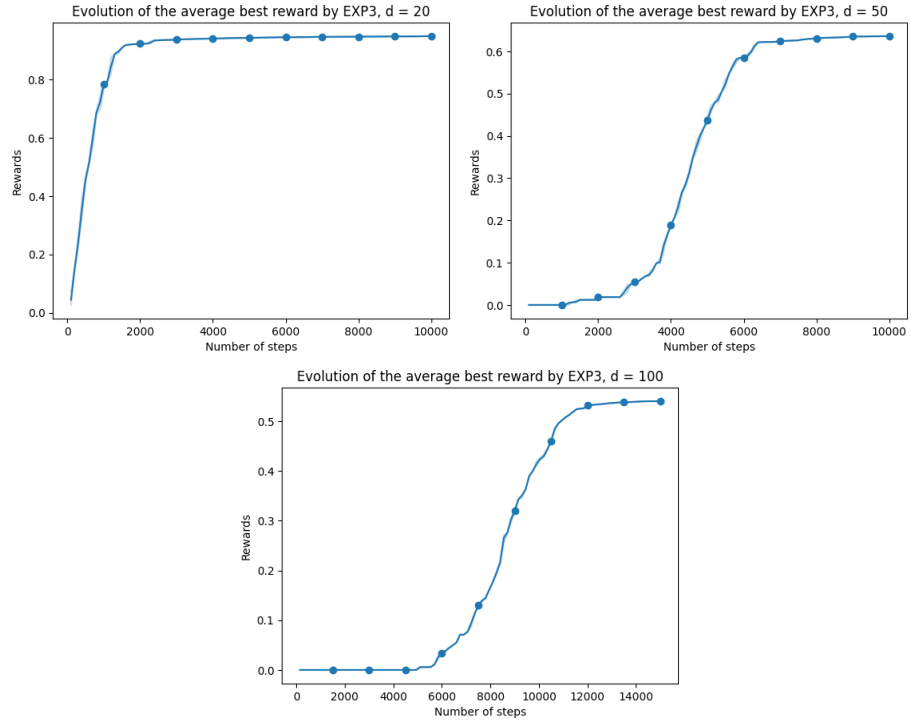 Evolution of the average best reward by EXP3, d = 20
Rewards
0.8
0.6
0.4
0.2
0.0
0 2000 4000 6000 8000 10000
Number of steps
Evolution of the average best reward by EXP3, d = 50
Rewards
0.6
0.5
0.4
0.3
0.2
0.1
0.0
0 2000 4000 6000 8000 10000
Number of steps
Evolution of the average best reward by EXP3, d = 100
Rewards
0.5
0.4
0.3
0.2
0.1
0.0
0 2000 4000 6000 8000 10000 12000 14000
Number of steps